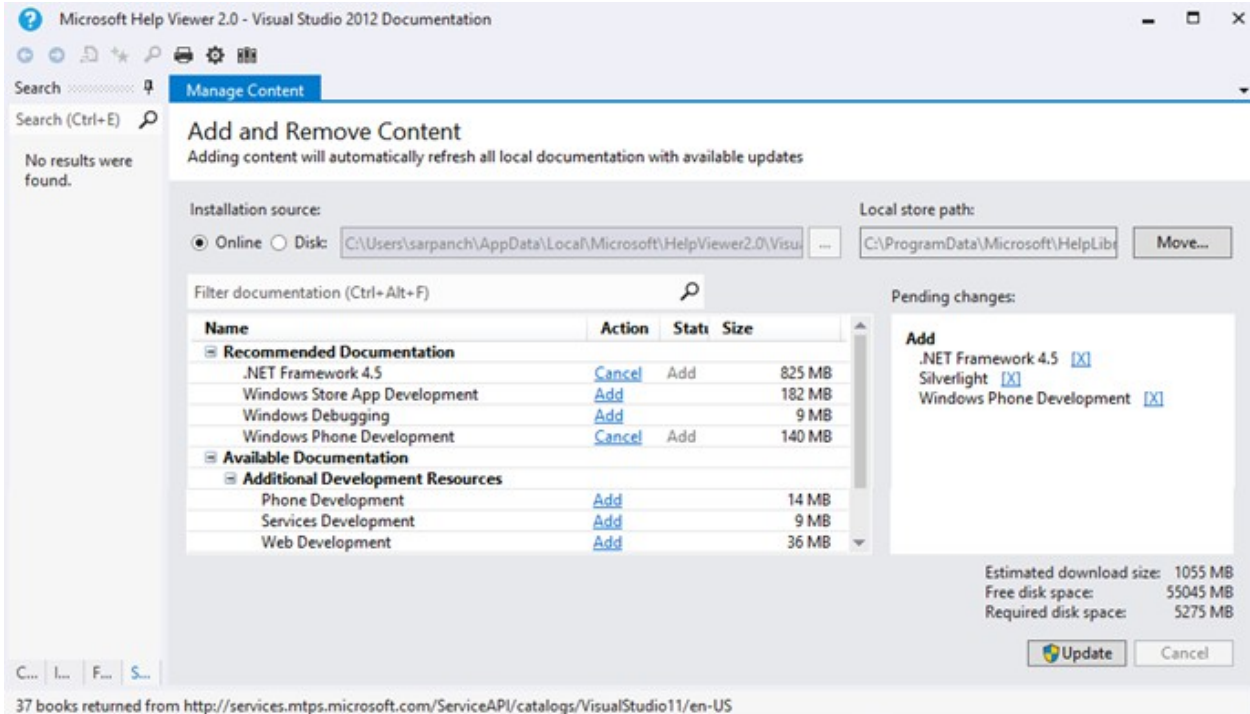 Microsoft Help Viewer 2.0 - Visual Studio 2012 Documentation
Search
Manage Content
Search (Ctrl+E)
No results were
found.
Add and Remove Content
Adding content will automatically refresh all local documentation with available updates
Installation source:
Local store path:
Online Disk: C:\Users\sarpanch\AppData\Local\Microsoft\HelpViewer2.0\Visu ... C:\ProgramData\Microsoft\HelpLibr Move...
Filter documentation (Ctrl+Alt+F)
Pending changes:
Name Action Statu Size
Recommended Documentation
.NET Framework 4.5 Cancel Add 825 MB
Windows Store App Development Add 182 MB
Windows Debugging Add 9 MB
Windows Phone Development Cancel Add 140 MB
Available Documentation
Additional Development Resources
Phone Development Add 14 MB
Services Development Add 9 MB
Web Development Add 36 MB
Add
.NET Framework 4.5 [X]
Silverlight [X]
Windows Phone Development [X]
Estimated download size: 1055 MB
Free disk space: 55045 MB
Required disk space: 5275 MB
Update Cancel
C... I... F... S...
37 books returned from http://services.mtps.microsoft.com/ServiceAPI/catalogs/VisualStudio11/en-US